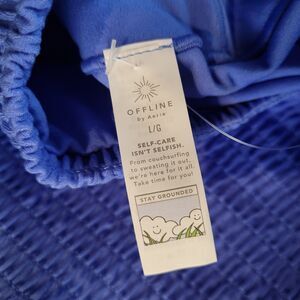 OFFLINE
by Aerie
L/G
SELF-CARE
ISN'T SELFISH.
From couchsurfing
to sweating it out,
we're here for it all.
Take time for you!
STAY GROUNDED